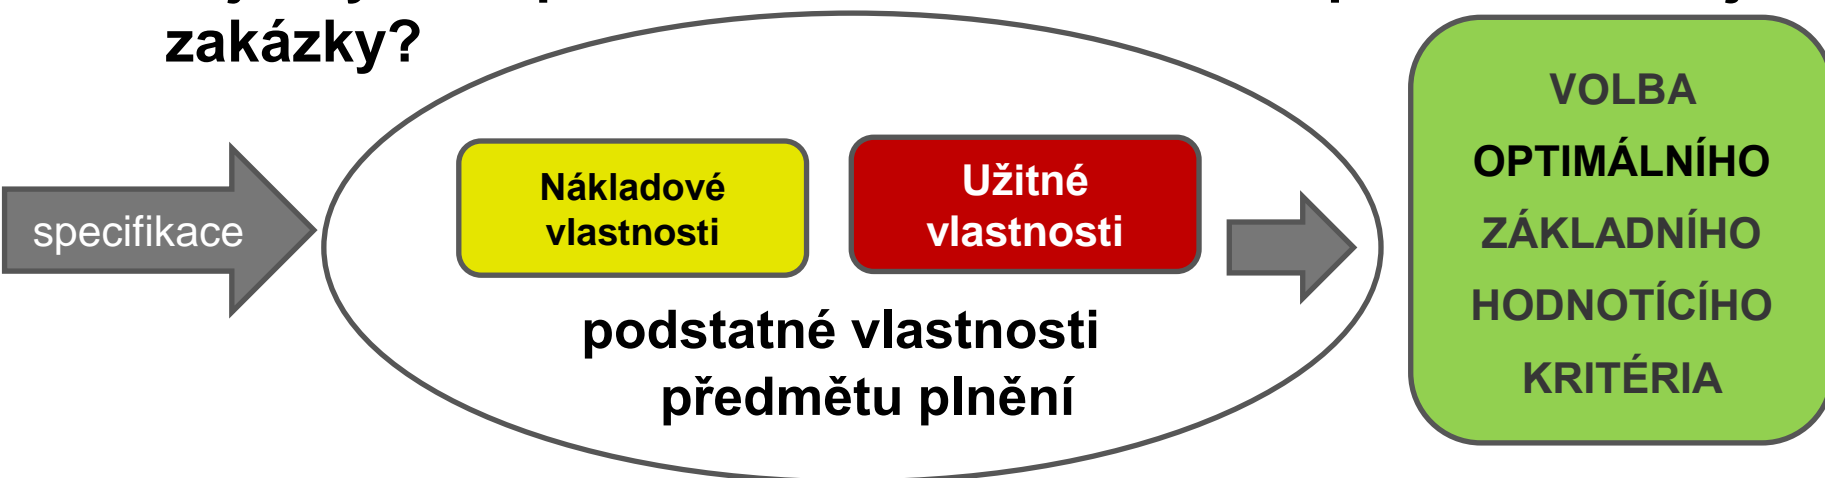 zakázky?
specifikace
Nákladové
vlastnosti
Užitné
vlastnosti
podstatné vlastnosti
předmětu plnění
VOLBA
OPTIMÁLNÍHO
ZÁKLADNÍHO
HODNOTÍCÍHO
KRITÉRIA